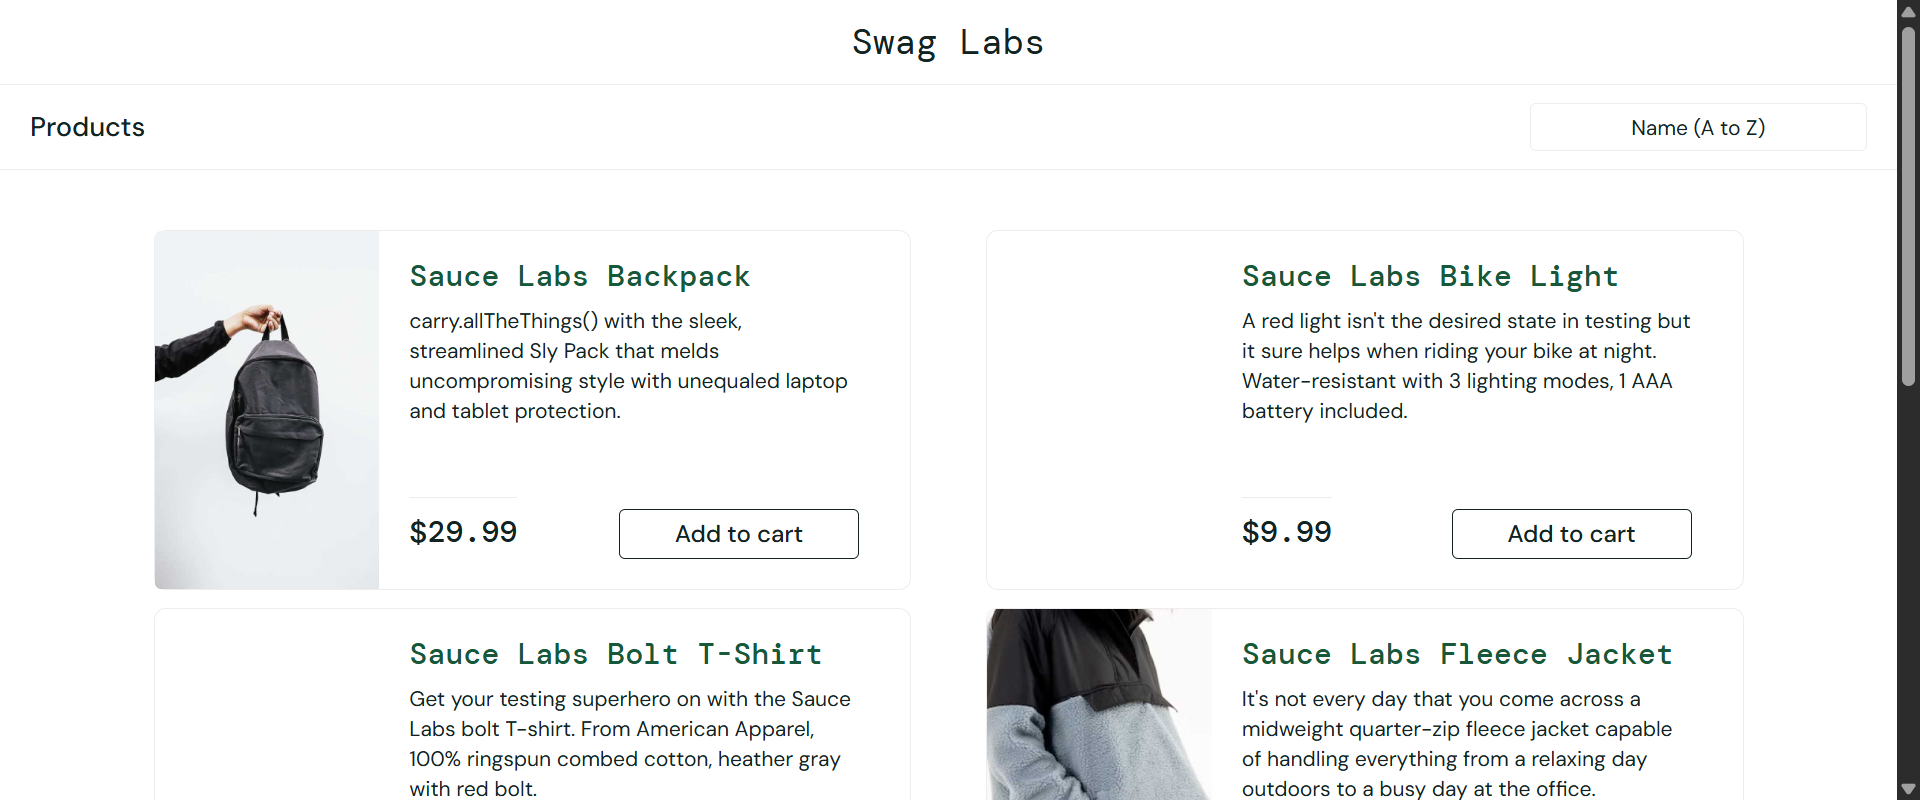 Swag Labs
Products
Name (A to Z)
Sauce Labs Backpack
carry.allTheThings() with the sleek,
streamlined Sly Pack that melds
uncompromising style with unequaled laptop
and tablet protection.
$29.99
Add to cart
Sauce Labs Bike Light
A red light isn't the desired state in testing but
it sure helps when riding your bike at night.
Water-resistant with 3 lighting modes, 1 AAA
battery included.
$9.99
Add to cart
Sauce Labs Bolt T-Shirt
Get your testing superhero on with the Sauce
Labs bolt T-shirt. From American Apparel,
100% ringspun combed cotton, heather gray
with red bolt.
Sauce Labs Fleece Jacket
It's not every day that you come across a
midweight quarter-zip fleece jacket capable
of handling everything from a relaxing day
outdoors to a busy day at the office.